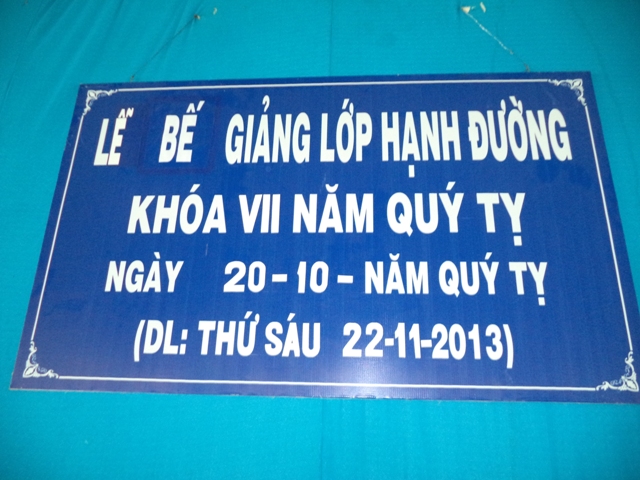 LỄ BẾ GIẢNG LỚP HẠNH ĐƯỜNG
KHÓA VII NĂM QUÝ TỴ
NGÀY 20-10- NĂM QUÝ TỴ
(DL: THỨ SÁU 22-11-2013)